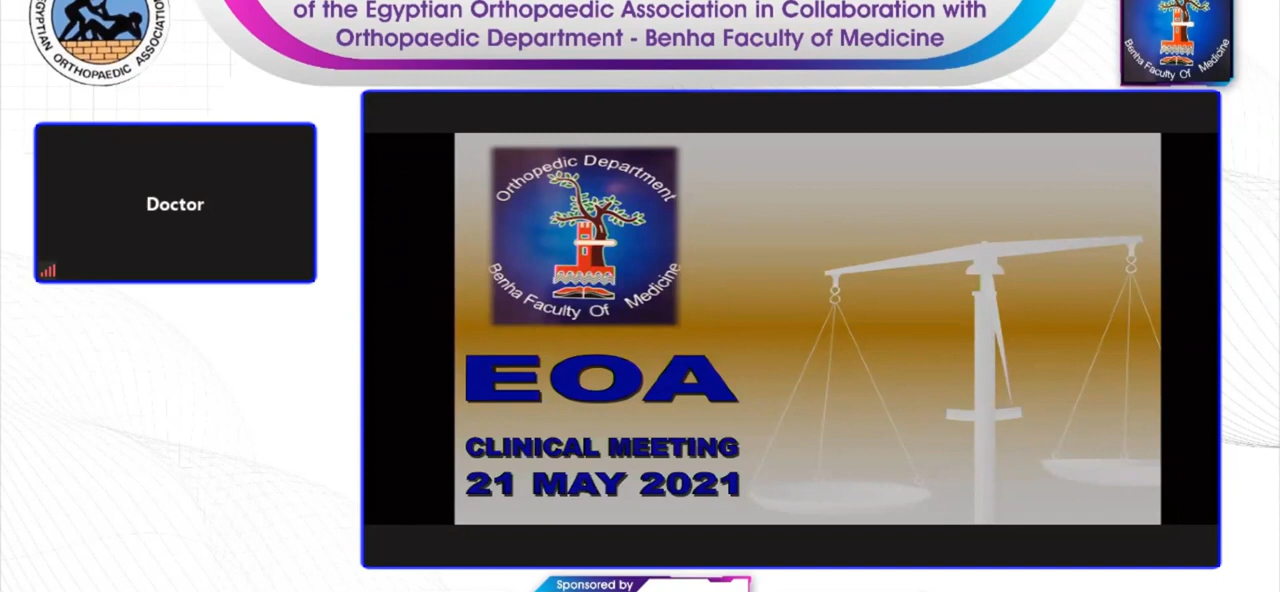 of the Egyptian Orthopaedic Association in Collaboration with
Orthopaedic Department - Benha Faculty of Medicine
EGYPTIAN ORTHOPAEDIC ASSOCIATION
Benha Faculty Of Medicine
Doctor
Orthopedic Department
Benha Faculty Of Medicine
EOA
CLINICAL MEETING
21 MAY 2021
Sponsored by